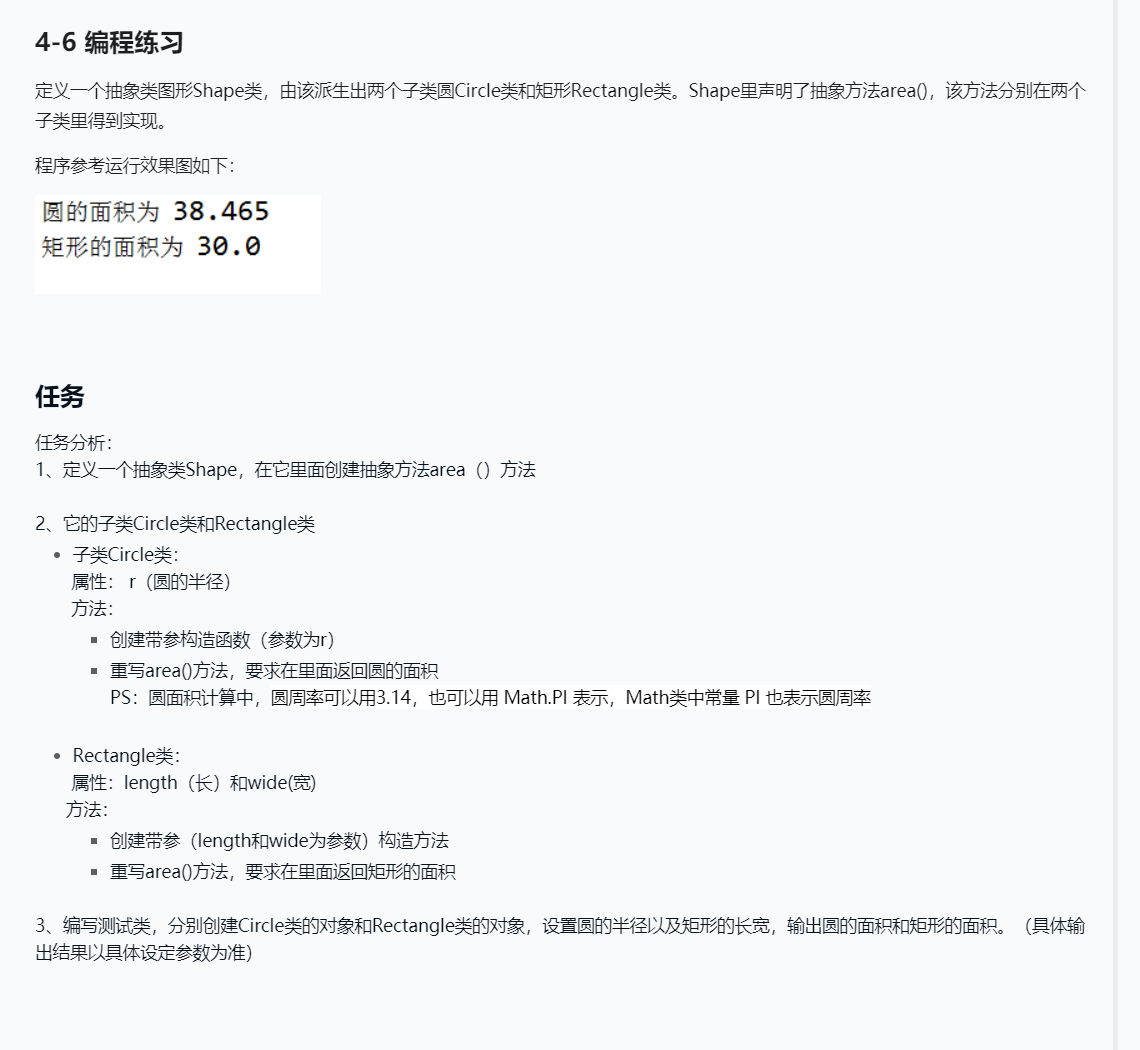 4-6 编程练习
定义一个抽象类图形Shape类，由该派生出两个子类圆Circle类和矩形Rectangle类。Shape里声明了抽象方法area()，该方法分别在两个
子类里得到实现。
程序参考运行效果图如下：
圆的面积为 38.465
矩形的面积为 30.0
任务
任务分析：
1、定义一个抽象类Shape，在它里面创建抽象方法area（）方法
2、它的子类Circle类和Rectangle类
• 子类Circle类：
属性： r（圆的半径）
方法：
▪ 创建带参构造函数（参数为r）
▪ 重写area()方法，要求在里面返回圆的面积
PS：圆面积计算中，圆周率可以用3.14，也可以用 Math.PI 表示，Math类中常量 PI 也表示圆周率
• Rectangle类：
属性：length（长）和wide(宽)
方法：
▪ 创建带参（length和wide为参数）构造方法
▪ 重写area()方法，要求在里面返回矩形的面积
3、编写测试类，分别创建Circle类的对象和Rectangle类的对象，设置圆的半径以及矩形的长宽，输出圆的面积和矩形的面积。（具体输
出结果以具体设定参数为准）